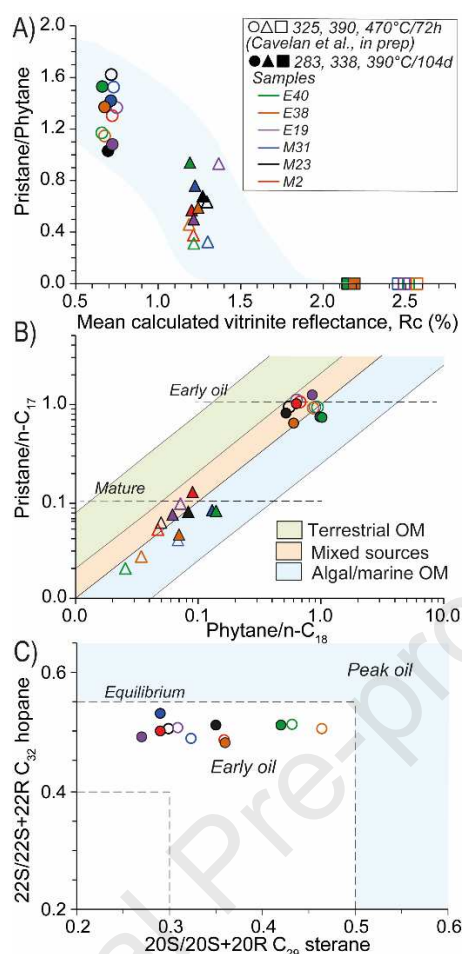 A)
○△□ 325, 390, 470°C/72h
(Cavelan et al., in prep)
●▲■ 283, 338, 390°C/104d
Samples
E40
E38
E19
M31
M23
M2
Pristane/Phytane
2.0
1.6
1.2
0.8
0.4
0.0
0.5 1.0 1.5 2.0 2.5
Mean calculated vitrinite reflectance, Rc (%)
B)
Early oil
Mature
Pristane/n-C17
1.0
0.1
0.0
Terrestrial OM
Mixed sources
Algal/marine OM
0.0 0.1 1.0 10.0
Phytane/n-C18
C)
Peak oil
Equilibrium
Early oil
22S/22S+22R C32 hopane
0.6
0.4
0.2
0.2 0.3 0.4 0.5 0.6
20S/20S+20R C29 sterane
al Pre-pro